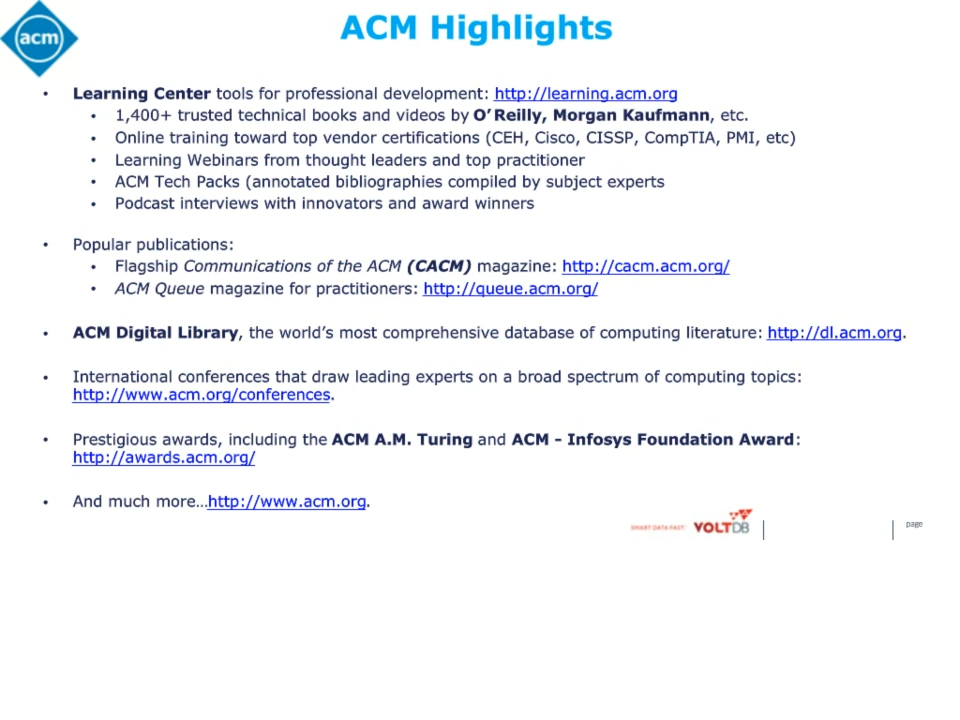 acm
ACM Highlights
• Learning Center tools for professional development: http://learning.acm.org
• 1,400+ trusted technical books and videos by O'Reilly, Morgan Kaufmann, etc.
• Online training toward top vendor certifications (CEH, Cisco, CISSP, CompTIA, PMI, etc)
• Learning Webinars from thought leaders and top practitioner
• ACM Tech Packs (annotated bibliographies compiled by subject experts
• Podcast interviews with innovators and award winners
• Popular publications:
• Flagship Communications of the ACM (CACM) magazine: http://cacm.acm.org/
• ACM Queue magazine for practitioners: http://queue.acm.org/
• ACM Digital Library, the world's most comprehensive database of computing literature: http://dl.acm.org.
• International conferences that draw leading experts on a broad spectrum of computing topics:
http://www.acm.org/conferences.
• Prestigious awards, including the ACM A.M. Turing and ACM - Infosys Foundation Award:
http://awards.acm.org/
• And much more…http://www.acm.org.
SMART DATA FAST. VOLTDB
page